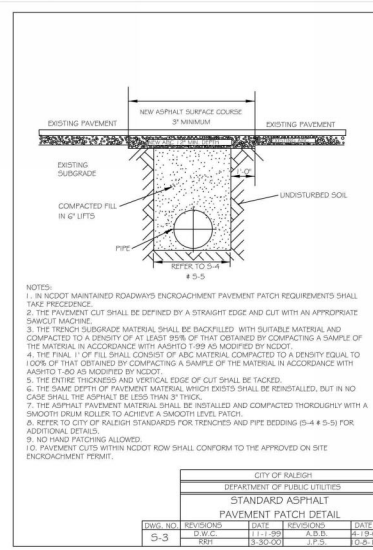 NEW ASPHALT SURFACE COURSE
3" MINIMUM
EXISTING PAVEMENT
EXISTING PAVEMENT
EXISTING
SUBGRADE
1'-0"
UNDISTURBED SOIL
COMPACTED FILL
IN 6" LIFTS
PIPE
REFER TO S-4
# S-5
NOTES:
1. IN NCDOT MAINTAINED ROADWAYS ENCROACHMENT PAVEMENT PATCH REQUIREMENTS SHALL
TAKE PRECEDENCE.
2. THE PAVEMENT CUT SHALL BE DEFINED BY A STRAIGHT EDGE AND CUT WITH AN APPROPRIATE
SAWCUT MACHINE.
3. THE TRENCH SUBGRADE MATERIAL SHALL BE BACKFILLED WITH SUITABLE MATERIAL AND
COMPACTED TO A DENSITY OF AT LEAST 95% OF THAT OBTAINED BY COMPACTING A SAMPLE OF
THE MATERIAL IN ACCORDANCE WITH AASHTO T-99 AS MODIFIED BY NCDOT.
4. THE FINAL 1' OF FILL SHALL CONSIST OF ABC MATERIAL COMPACTED TO A DENSITY EQUAL TO
100% OF THAT OBTAINED BY COMPACTING A SAMPLE OF THE MATERIAL IN ACCORDANCE WITH
AASHTO T-80 AS MODIFIED BY NCDOT.
5. THE ENTIRE THICKNESS AND VERTICAL EDGE OF CUT SHALL BE TACKED.
6. THE SAME DEPTH OF PAVEMENT MATERIAL WHICH EXISTS SHALL BE REINSTALLED, BUT IN NO
CASE SHALL THE ASPHALT BE LESS THAN 3" THICK.
7. THE ASPHALT PAVEMENT MATERIAL SHALL BE INSTALLED AND COMPACTED THOROUGHLY WITH A
SMOOTH DRUM ROLLER TO ACHIEVE A SMOOTH LEVEL PATCH.
8. REFER TO CITY OF RALEIGH STANDARDS FOR TRENCHES AND PIPE BEDDING (S-4 # S-5) FOR
ADDITIONAL DETAILS.
9. NO HAND PATCHING ALLOWED.
10. PAVEMENT CUTS WITHIN NCDOT ROW SHALL CONFORM TO THE APPROVED ON SITE
ENCROACHMENT PERMIT.
CITY OF RALEIGH
DEPARTMENT OF PUBLIC UTILITIES
STANDARD ASPHALT
PAVEMENT PATCH DETAIL
DWG. NO. REVISIONS DATE REVISIONS DATE
S-3 D.W.C. 11-1-99 A.B.B. 4-19-
RRH 3-30-00 J.P.S. 10-8-